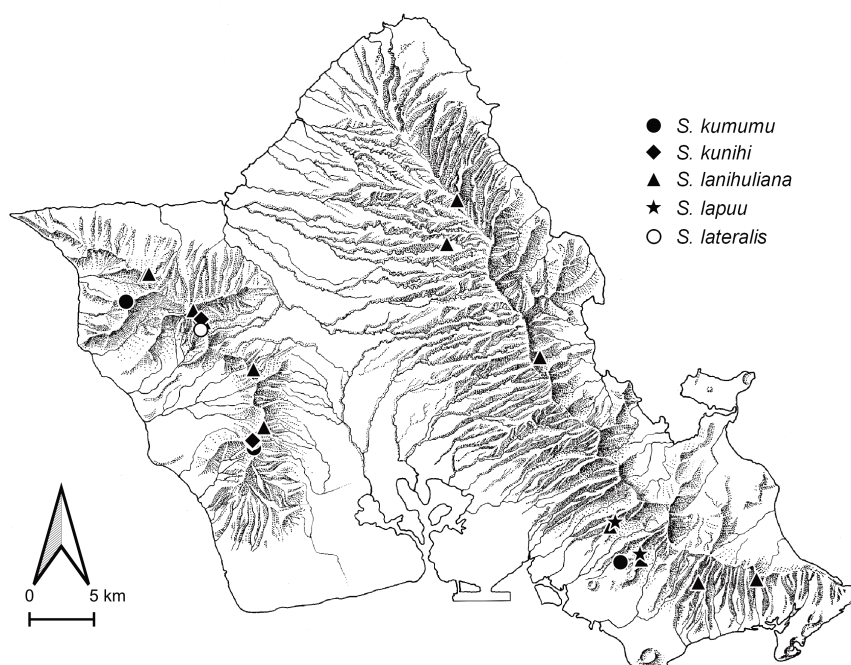 S. kumumu
S. kunihi
S. lanihuliana
S. lapuu
S. lateralis
0 5 km